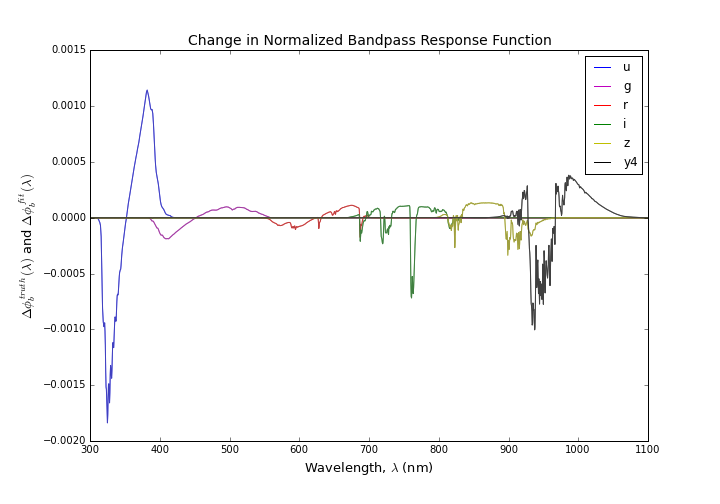 Change in Normalized Bandpass Response Function
Δϕ_b^truth(λ) and Δϕ_b^fit(λ)
0.0015
0.0010
0.0005
0.0000
−0.0005
−0.0010
−0.0015
−0.0020
u
g
r
i
z
y4
300 400 500 600 700 800 900 1000 1100
Wavelength, λ (nm)